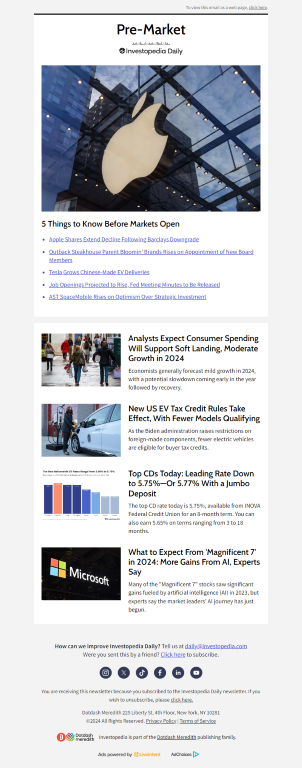 To view this email as a web page, click here.
Pre-Market
Investopedia Daily
5 Things to Know Before Markets Open
Apple Shares Extend Decline Following Barclays Downgrade
Outback Steakhouse Parent Bloomin' Brands Rises on Appointment of New Board
Members
Tesla Grows Chinese-Made EV Deliveries
Job Openings Projected to Rise, Fed Meeting Minutes to Be Released
AST SpaceMobile Rises on Optimism Over Strategic Investment
Analysts Expect Consumer Spending
Will Support Soft Landing, Moderate
Growth in 2024
Economists generally forecast mild growth in 2024,
with a potential slowdown coming early in the year
followed by recovery.
New US EV Tax Credit Rules Take
Effect, With Fewer Models Qualifying
As the Biden administration raises restrictions on
foreign-made components, fewer electric vehicles
are eligible for buyer tax credits.
Top CDs Today: Leading Rate Down
to 5.75%—Or 5.77% With a Jumbo
Deposit
The top CD rate today is 5.75%, available from INOVA
Federal Credit Union for an 8-month term. You can
also earn 5.65% on terms ranging from 3 to 18
months.
Microsoft
What to Expect From 'Magnificent 7'
in 2024: More Gains From AI, Experts
Say
Many of the "Magnificent 7" stocks saw significant
gains fueled by artificial intelligence (AI) in 2023, but
experts say the market leaders' AI journey has just
begun.
How can we improve Investopedia Daily? Tell us at daily@investopedia.com
Were you sent this by a friend? Click here to subscribe.
You are receiving this newsletter because you subscribed to the Investopedia Daily newsletter. If you
wish to unsubscribe, please click here.
Dotdash Meredith 225 Liberty St, 4th Floor, New York, NY 10281
©2024 All Rights Reserved. Privacy Policy | Terms of Service
Dotdash
meredith
Investopedia is part of the Dotdash Meredith publishing family.
Ads powered by LiveIntent AdChoices